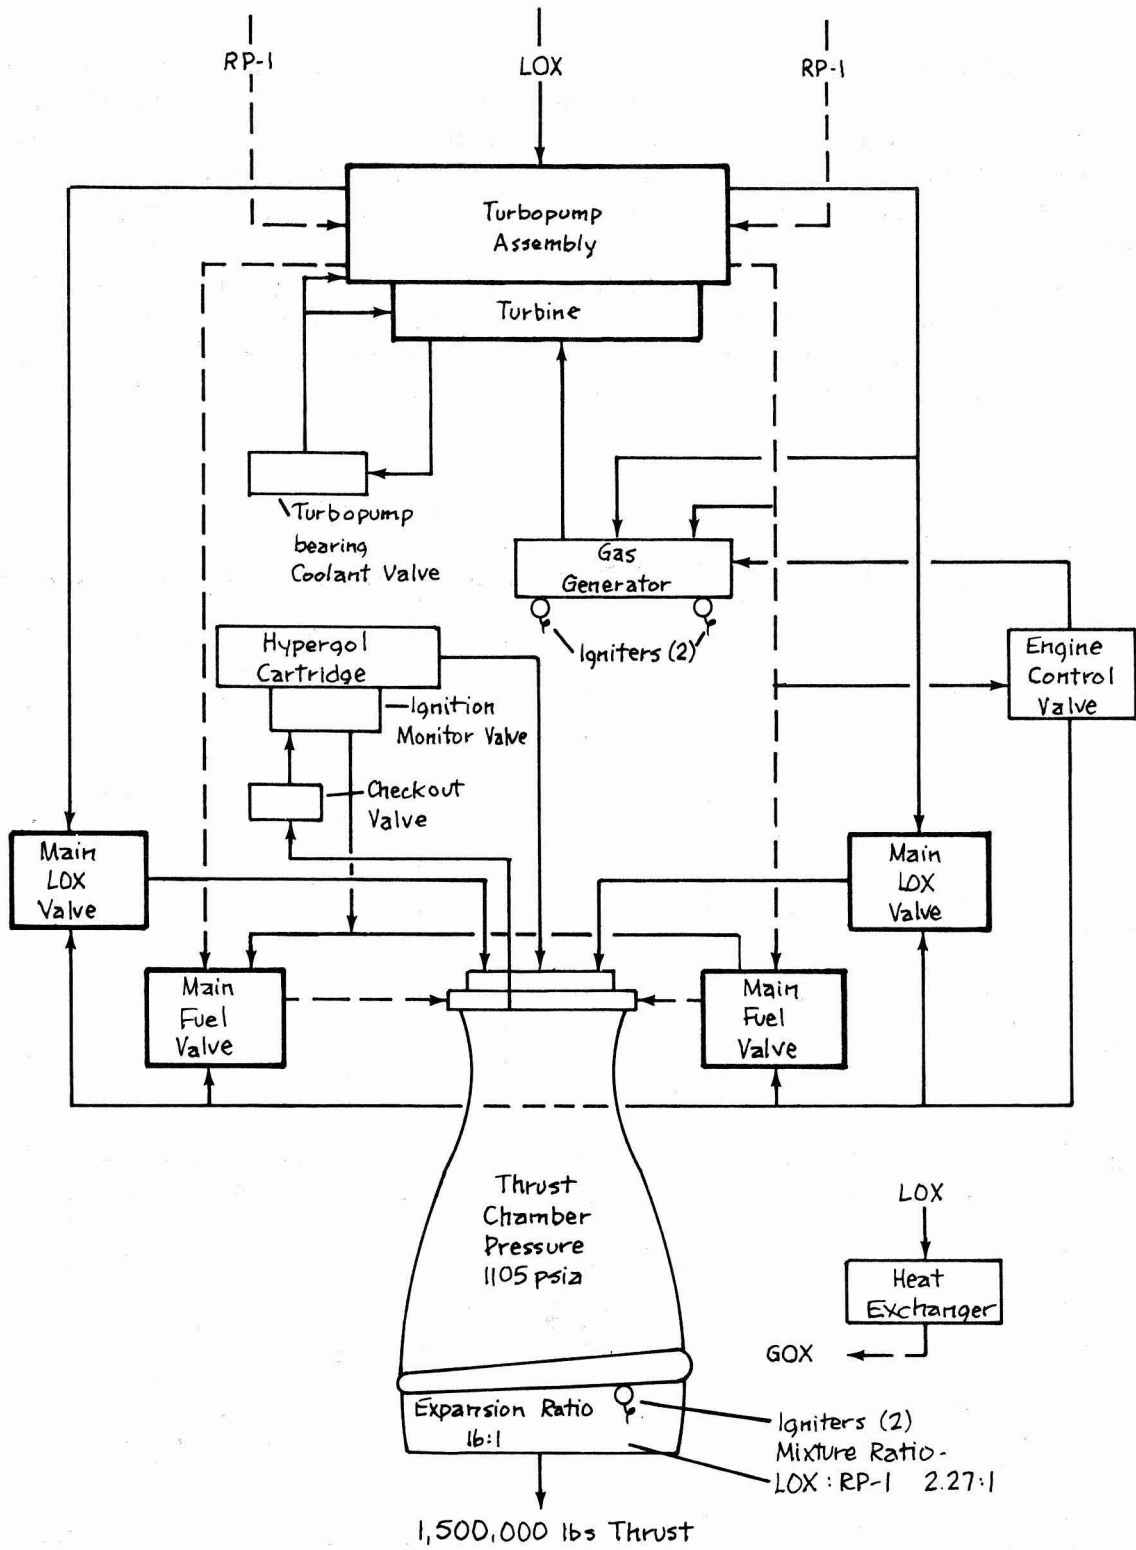 RP-1
LOX
RP-1
Turbopump
Assembly
Turbine
Turbopump
bearing
Coolant Valve
Gas
Generator
Igniters (2)
Hypergol
Cartridge
Ignition
Monitor Valve
Engine
Control
Valve
Checkout
Valve
Main
LOX
Valve
Main
LOX
Valve
Main
Fuel
Valve
Main
Fuel
Valve
Thrust
Chamber
Pressure
1105 psia
LOX
Heat
Exchanger
GOX
Expansion Ratio
16:1
Igniters (2)
Mixture Ratio-
LOX : RP-1 2.27:1
1,500,000 lbs Thrust